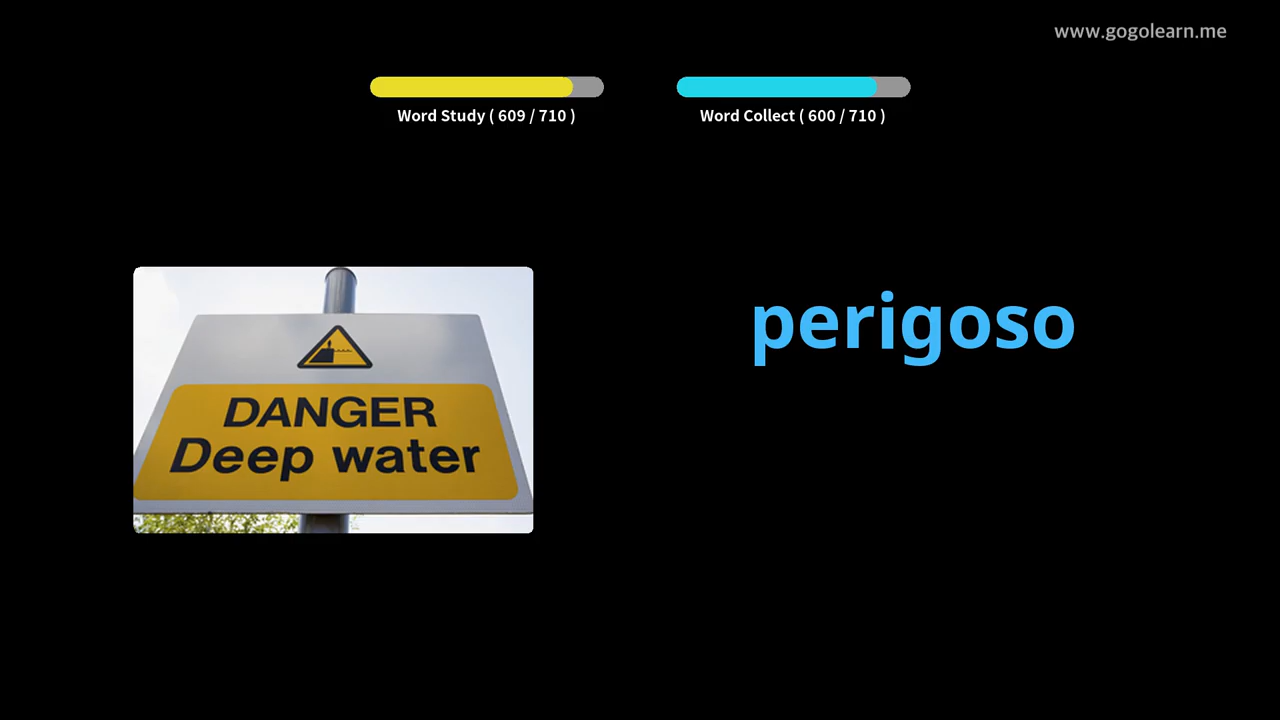 www.gogolearn.me
Word Study ( 609 / 710 )
Word Collect ( 600 / 710 )
DANGER
Deep water
perigoso